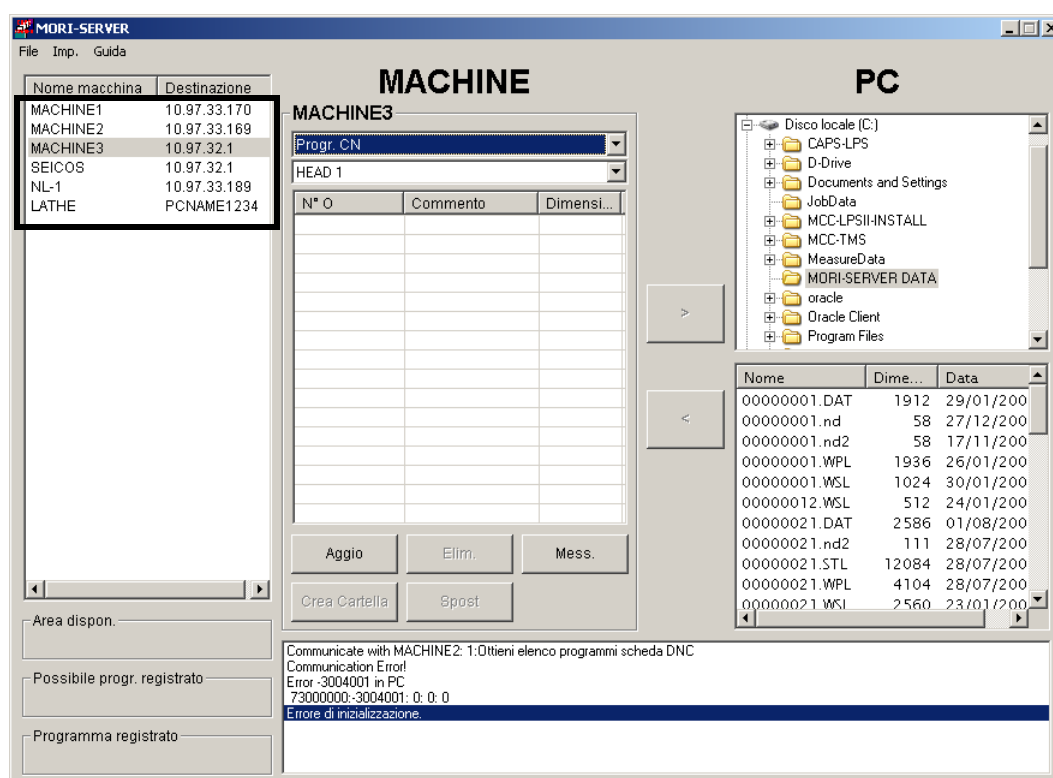 MORI-SERVER
File Imp. Guida
Nome macchina Destinazione
MACHINE1 10.97.33.170
MACHINE2 10.97.33.169
MACHINE3 10.97.32.1
SEICOS 10.97.32.1
NL-1 10.97.33.189
LATHE PCNAME1234
Area dispon.
Possibile progr. registrato
Programma registrato
MACHINE
MACHINE3
Progr. CN
HEAD 1
N° O Commento Dimensi...
Aggio Elim. Mess.
Crea Cartella Spost
>
<
PC
Disco locale (C:)
CAPS-LPS
D-Drive
Documents and Settings
JobData
MCC-LPSII-INSTALL
MCC-TMS
MeasureData
MORI-SERVER DATA
oracle
Oracle Client
Program Files
Nome Dime... Data
00000001.DAT 1912 29/01/200
00000001.nd 58 27/12/200
00000001.nd2 58 17/11/200
00000001.WPL 1936 26/01/200
00000001.WSL 1024 30/01/200
00000012.WSL 512 24/01/200
00000021.DAT 2586 01/08/200
00000021.nd2 111 28/07/200
00000021.STL 12084 28/07/200
00000021.WPL 4104 28/07/200
00000021.WSL 2560 23/01/200
Communicate with MACHINE2: 1:Ottieni elenco programmi scheda DNC
Communication Error!
Error -3004001 in PC
73000000:-3004001: 0: 0: 0
Errore di inizializzazione.